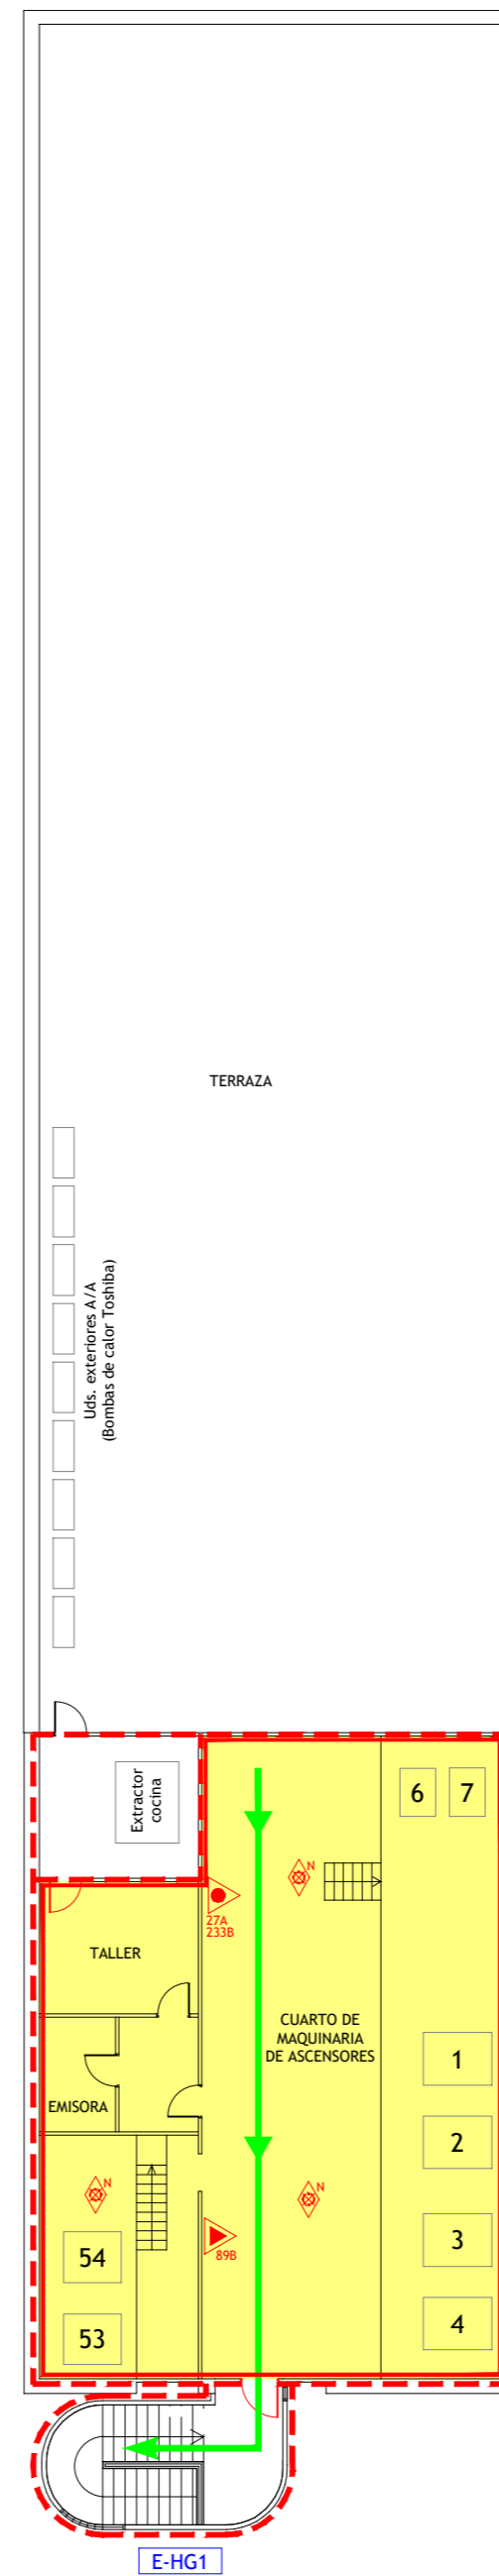 TERRAZA
Uds. exteriores A/A
(Bombas de calor Toshiba)
Extractor
cocina
6
7
N
27A
233B
TALLER
CUARTO DE
MAQUINARIA
DE ASCENSORES
1
EMISORA
2
N
N
54
89B
3
53
4
E-HG1